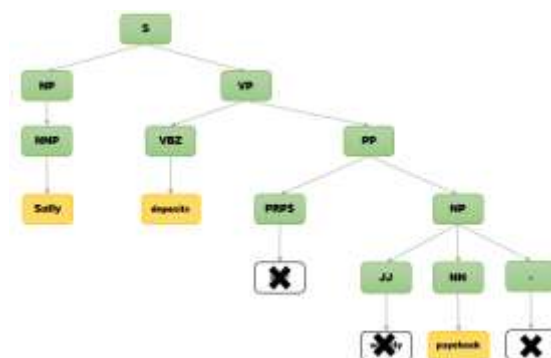 S
NP VP
NNP VBZ PP
Sally deposits PRP$ NP
JJ NN .
paycheck